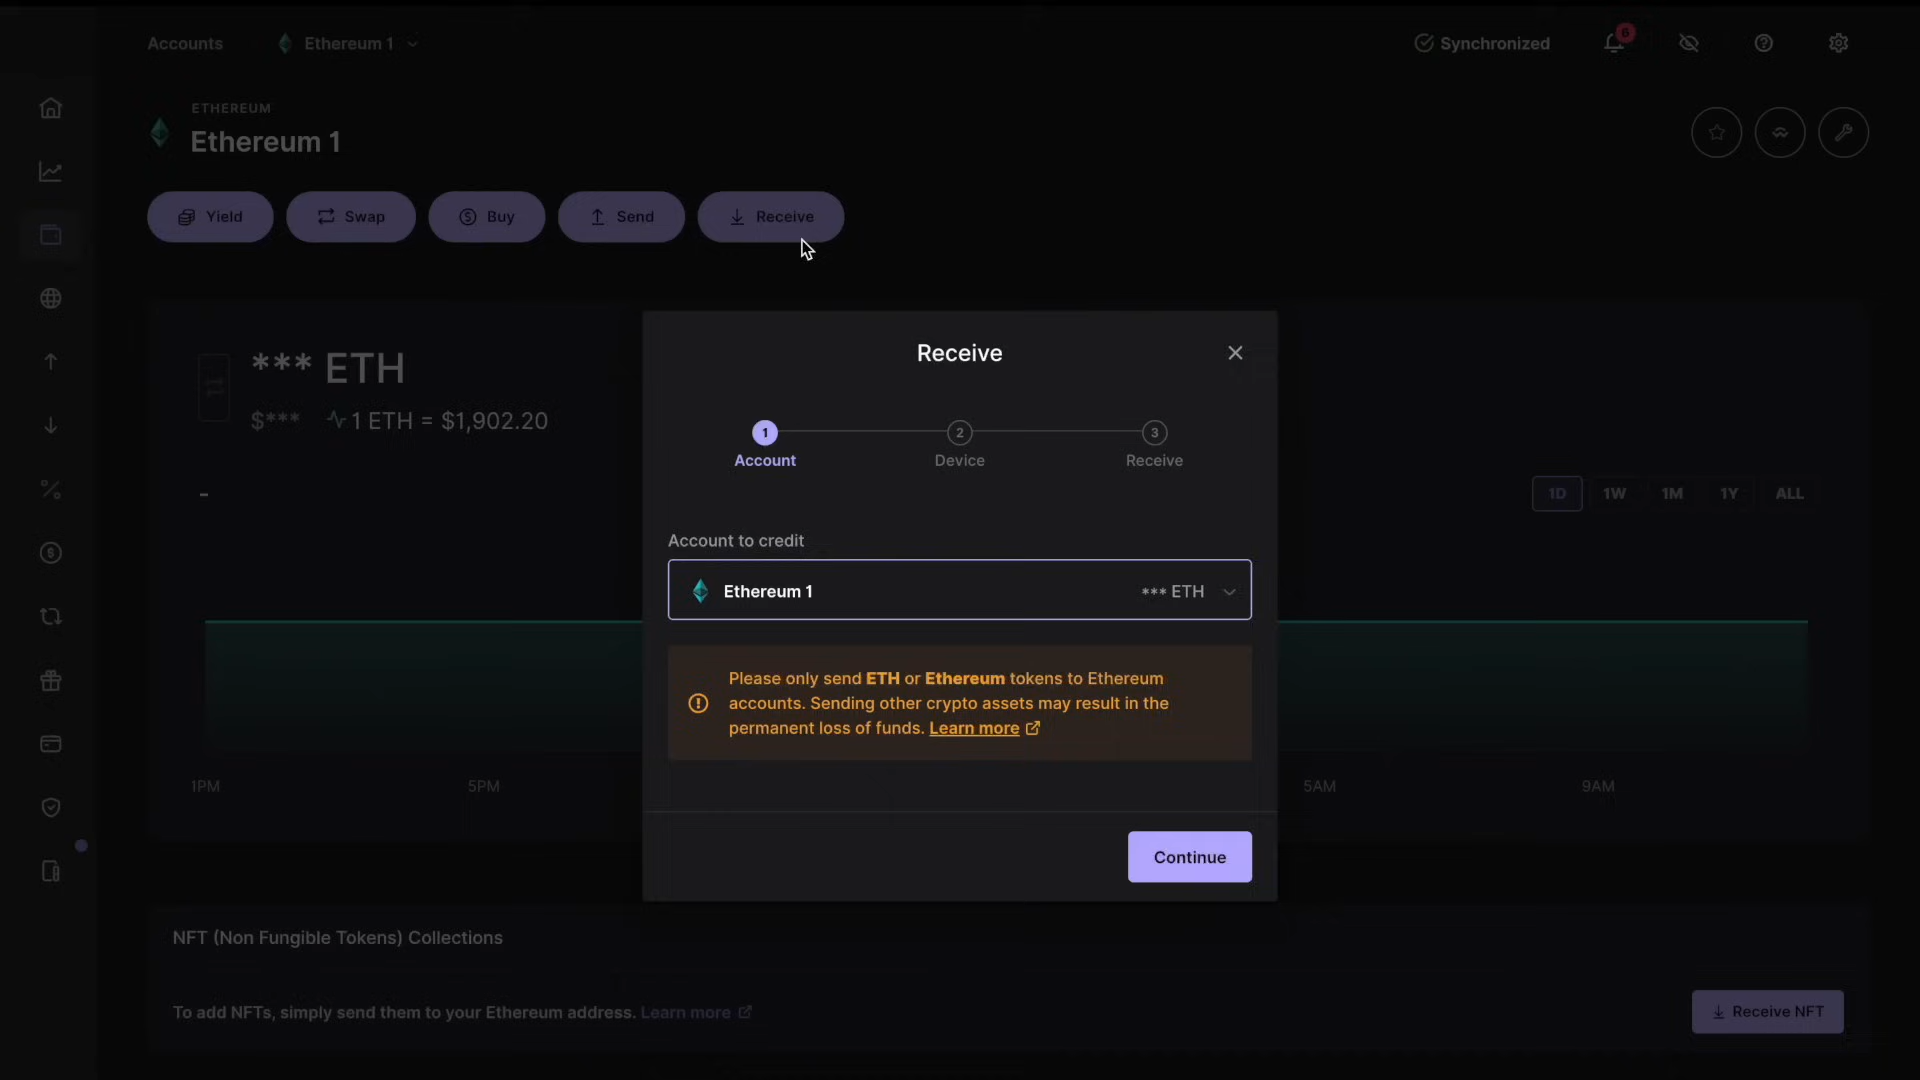 Accounts
Ethereum 1
Synchronized
6
ETHEREUM
Ethereum 1
Yield
Swap
Buy
Send
Receive
*** ETH
$***
1 ETH = $1,902.20
-
1D
1W
1M
1Y
ALL
Receive
1
2
3
Account
Device
Receive
Account to credit
Ethereum 1
*** ETH
Please only send ETH or Ethereum tokens to Ethereum
accounts. Sending other crypto assets may result in the
permanent loss of funds. Learn more
1PM
5PM
5AM
9AM
Continue
NFT (Non Fungible Tokens) Collections
To add NFTs, simply send them to your Ethereum address. Learn more
Receive NFT